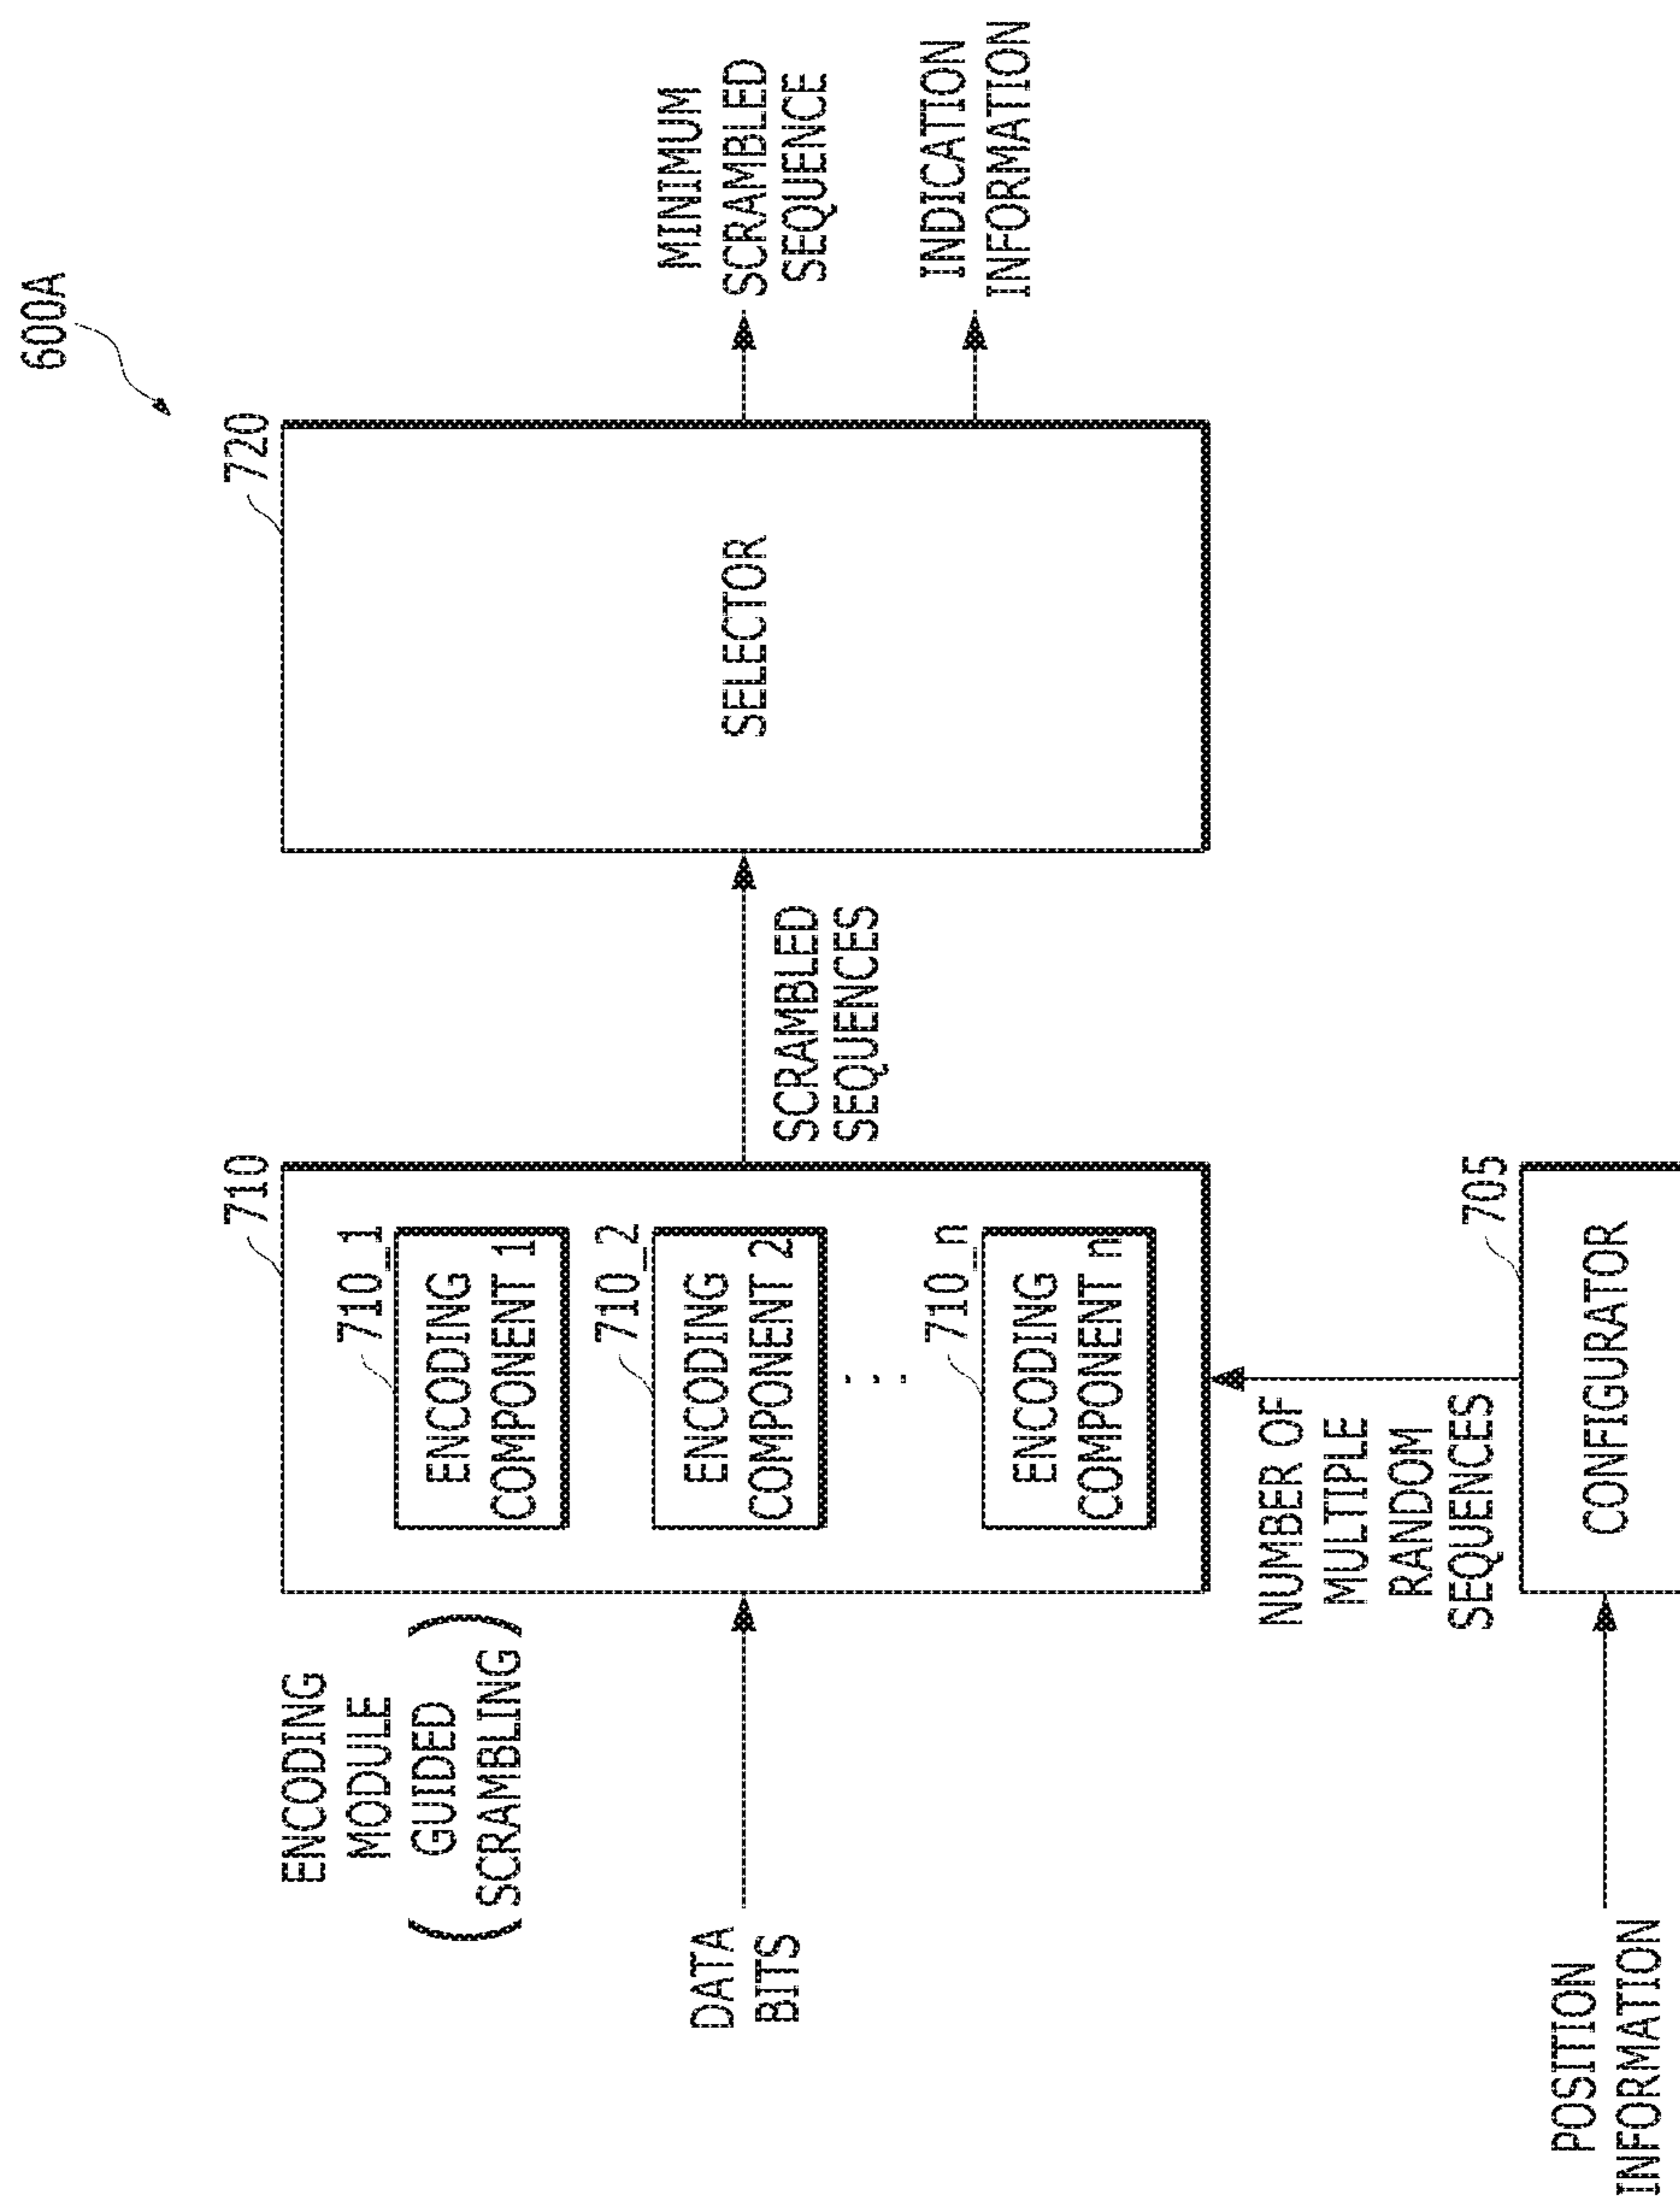 600A
ENCODING
MODULE
( GUIDED
SCRAMBLING )
710
720
710_1
ENCODING
COMPONENT 1
710_2
ENCODING
COMPONENT 2
...
710_n
ENCODING
COMPONENT n
DATA
BITS
SCRAMBLED
SEQUENCES
SELECTOR
MINIMUM
SCRAMBLED
SEQUENCE
INDICATION
INFORMATION
NUMBER OF
MULTIPLE
RANDOM
SEQUENCES
705
POSITION
INFORMATION
CONFIGURATOR